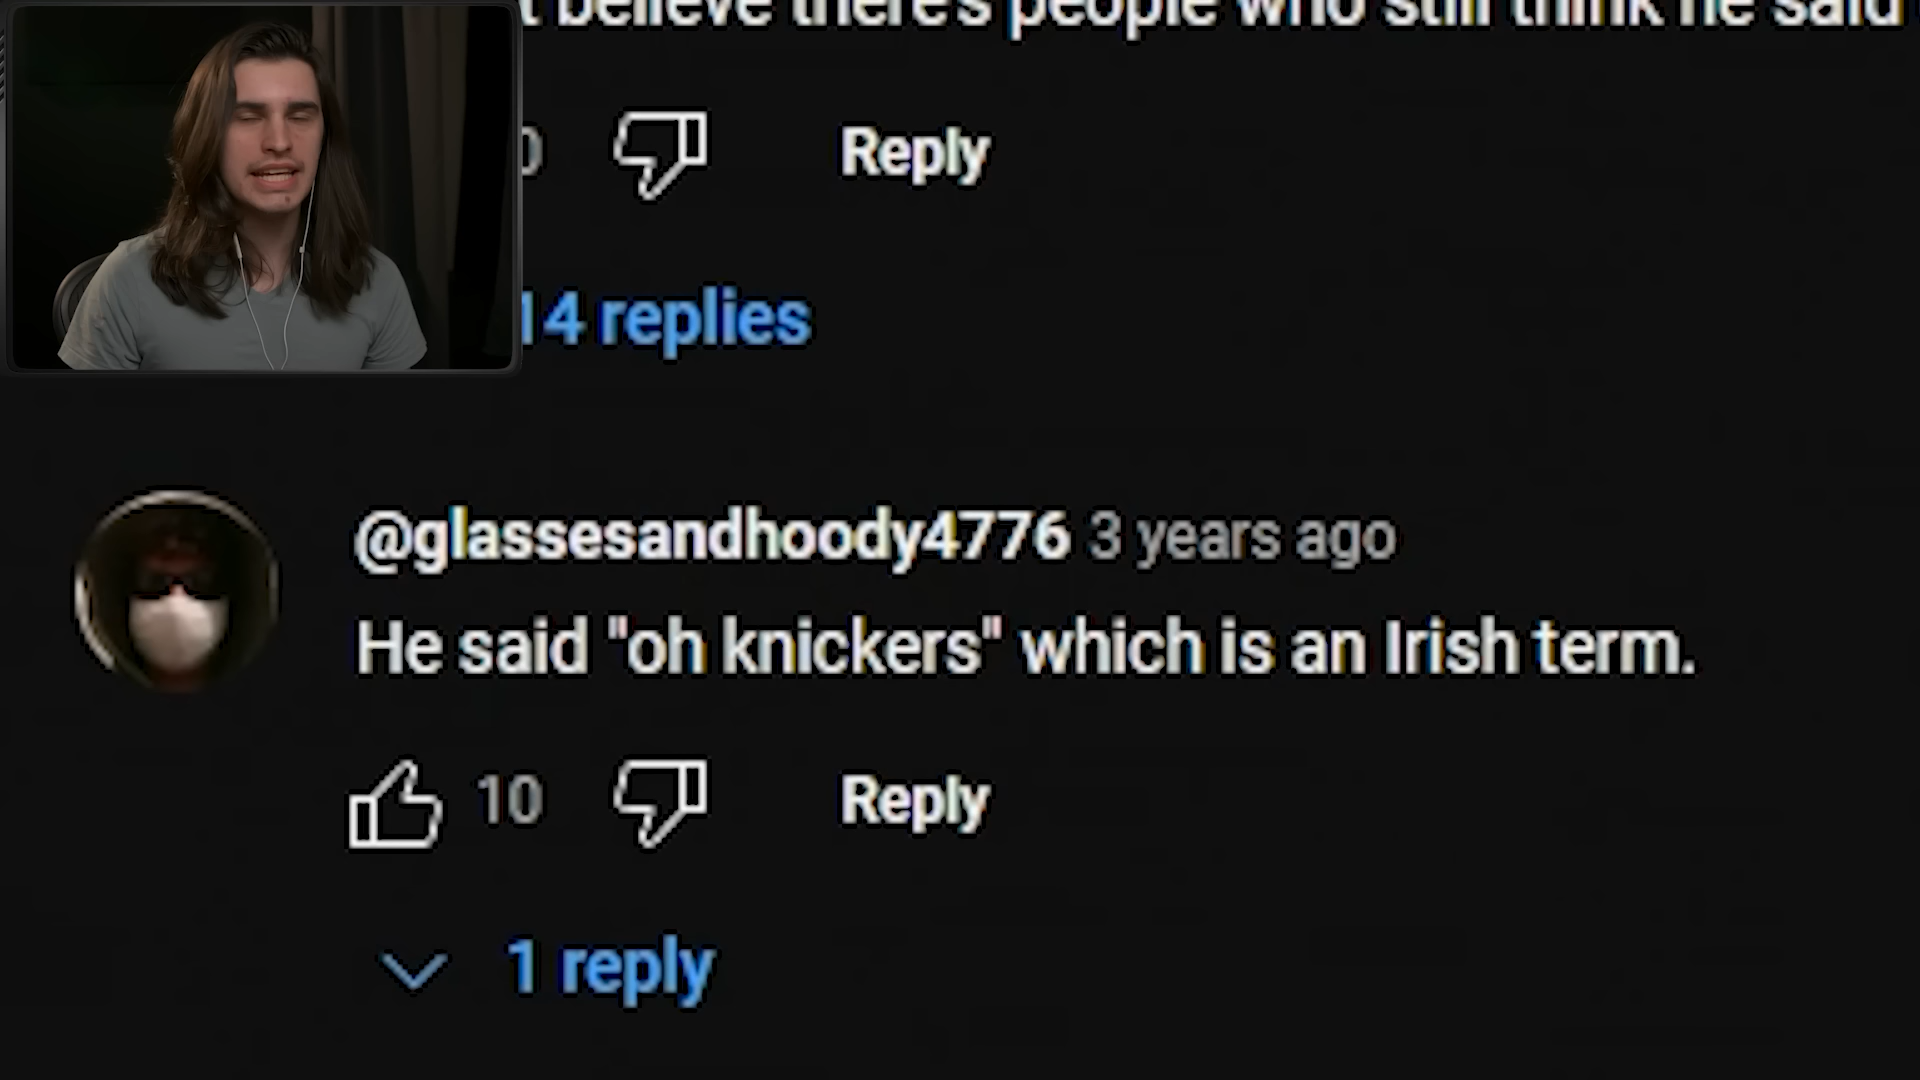 believe there's people who still think he said
Reply
14 replies
@glassesandhoody4776 3 years ago
He said "oh knickers" which is an Irish term.
10 Reply
1 reply